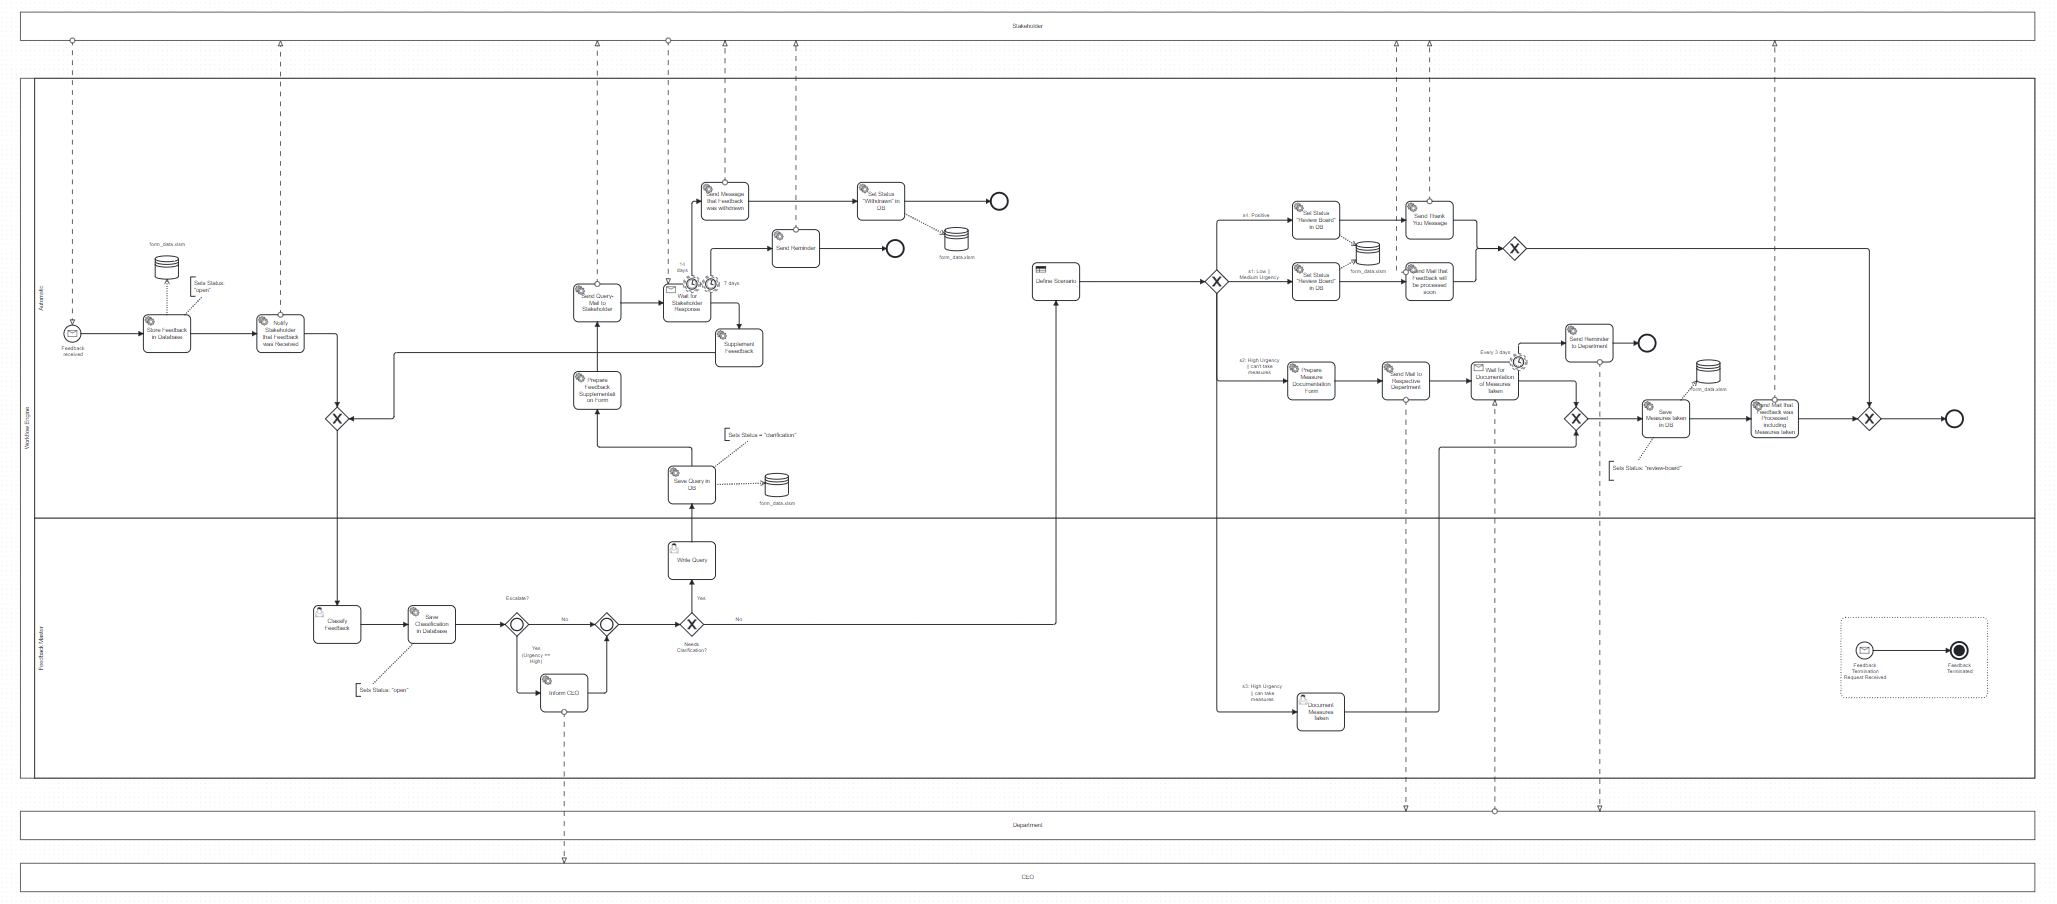 Stakeholder
Workflow Engine
Automatic
Feedback Master
Feedback
received
form_data.xlsm
Store Feedback
in Database
Sets Status:
"open"
Notify
Stakeholder
that Feedback
was Received
Classify
Feedback
Save
Classification
in Database
Sets Status: "open"
Escalate?
No
Yes
(Urgency ==
High)
Inform CEO
Needs
Clarification?
Yes
No
Write Query
Save Query in
DB
Sets Status = "clarification"
form_data.xlsm
Prepare
Feedback
Supplementati
on Form
Send Query-
Mail to
Stakeholder
Wait for
Stakeholder
Response
14
days
7 days
Supplement
Feeedback
Send Message
that Feedback
was withdrawn
Set Status
"Withdrawn" in
DB
form_data.xlsm
Send Reminder
Define Scenario
s4: Positive
Set Status
"Review Board"
in DB
Send Thank
You Message
s1: Low ||
Medium Urgency
Set Status
"Review Board"
in DB
form_data.xlsm
Send Mail that
Feedback will
be processed
soon
s2: High Urgency
|| can't take
measures
Prepare
Measure
Documentation
Form
Send Mail to
Respective
Department
Wait for
Documentation
of Measures
taken
Every 3 days
Send Reminder
to Department
s3: High Urgency
|| can take
measures
Document
Measures
taken
Save
Measures taken
in DB
form_data.xlsm
Sets Status: "review-board"
Send Mail that
Feedback was
Processed
including
Measures taken
Feedback
Termination
Request Received
Feedback
Terminated
Department
CEO